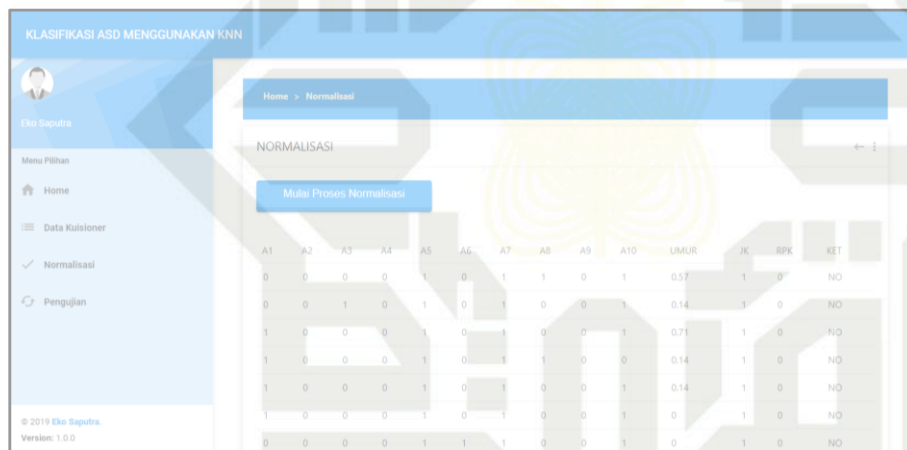 KLASIFIKASI ASD MENGGUNAKAN KNN
Eko Saputra
Menu Pilihan
Home
Data Kuisioner
Normalisasi
Pengujian
© 2019 Eko Saputra.
Version: 1.0.0
Home > Normalisasi
NORMALISASI
Mulai Proses Normalisasi
A1 A2 A3 A4 A5 A6 A7 A8 A9 A10 UMUR JK RPK KET
0 0 0 0 1 0 1 1 0 1 0.57 1 0 NO
0 0 1 0 1 0 1 0 0 1 0.14 1 0 NO
1 0 0 0 1 0 1 0 0 1 0.71 1 0 NO
1 0 0 0 1 0 1 1 0 0 0.14 1 0 NO
1 0 0 0 1 0 1 0 0 1 0.14 1 0 NO
1 0 0 0 1 0 1 0 0 1 0 1 0 NO
0 0 0 0 1 1 1 0 0 1 0 1 0 NO